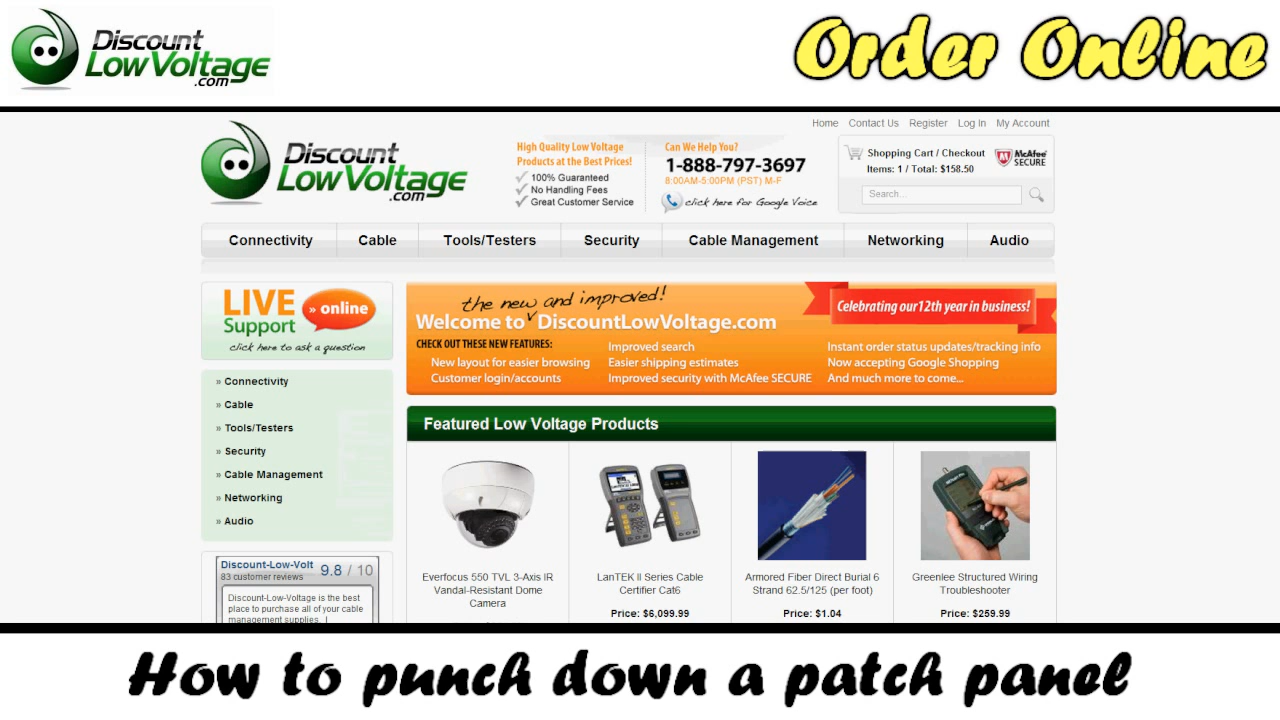 Discount
LowVoltage
.com
Order Online
Home Contact Us Register Log In My Account
Discount
LowVoltage
.com
High Quality Low Voltage
Products at the Best Prices!
100% Guaranteed
No Handling Fees
Great Customer Service
Can We Help You?
1-888-797-3697
8:00AM-5:00PM (PST) M-F
click here for Google Voice
Shopping Cart / Checkout
Items: 1 / Total: $158.50
McAfee
SECURE
Search...
Connectivity Cable Tools/Testers Security Cable Management Networking Audio
LIVE
Support
» online
click here to ask a question
» Connectivity
» Cable
» Tools/Testers
» Security
» Cable Management
» Networking
» Audio
Discount-Low-Volt 9.8 / 10
83 customer reviews
Discount-Low-Voltage is the best
place to purchase all of your cable
management supplies. |
the new and improved!
Welcome to DiscountLowVoltage.com
Celebrating our 12th year in business!
CHECK OUT THESE NEW FEATURES:
New layout for easier browsing
Customer login/accounts
Improved search
Easier shipping estimates
Improved security with McAfee SECURE
Instant order status updates/tracking info
Now accepting Google Shopping
And much more to come...
Featured Low Voltage Products
Everfocus 550 TVL 3-Axis IR
Vandal-Resistant Dome
Camera
LanTEK II Series Cable
Certifier Cat6
Price: $6,099.99
Armored Fiber Direct Burial 6
Strand 62.5/125 (per foot)
Price: $1.04
Greenlee Structured Wiring
Troubleshooter
Price: $259.99
How to punch down a patch panel